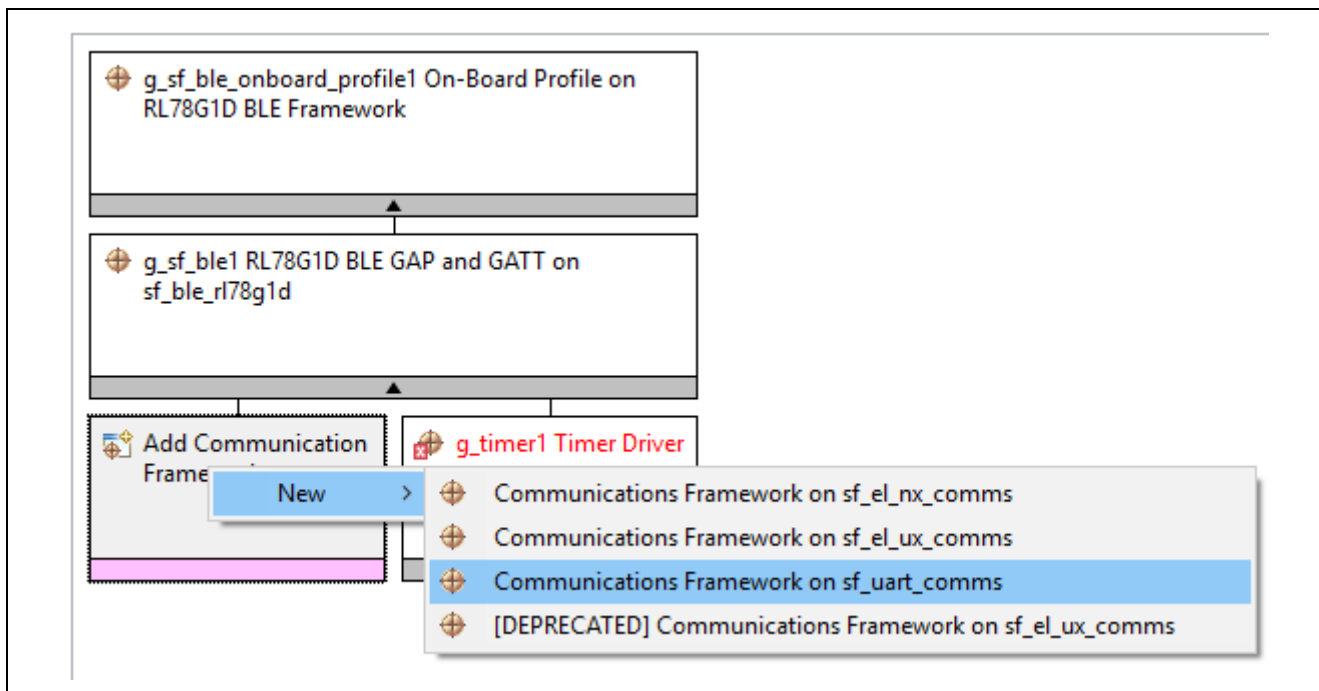 g_sf_ble_onboard_profile1 On-Board Profile on
RL78G1D BLE Framework
g_sf_ble1 RL78G1D BLE GAP and GATT on
sf_ble_rl78g1d
Add Communication
g_timer1 Timer Driver
New
Communications Framework on sf_el_nx_comms
Communications Framework on sf_el_ux_comms
Communications Framework on sf_uart_comms
[DEPRECATED] Communications Framework on sf_el_ux_comms